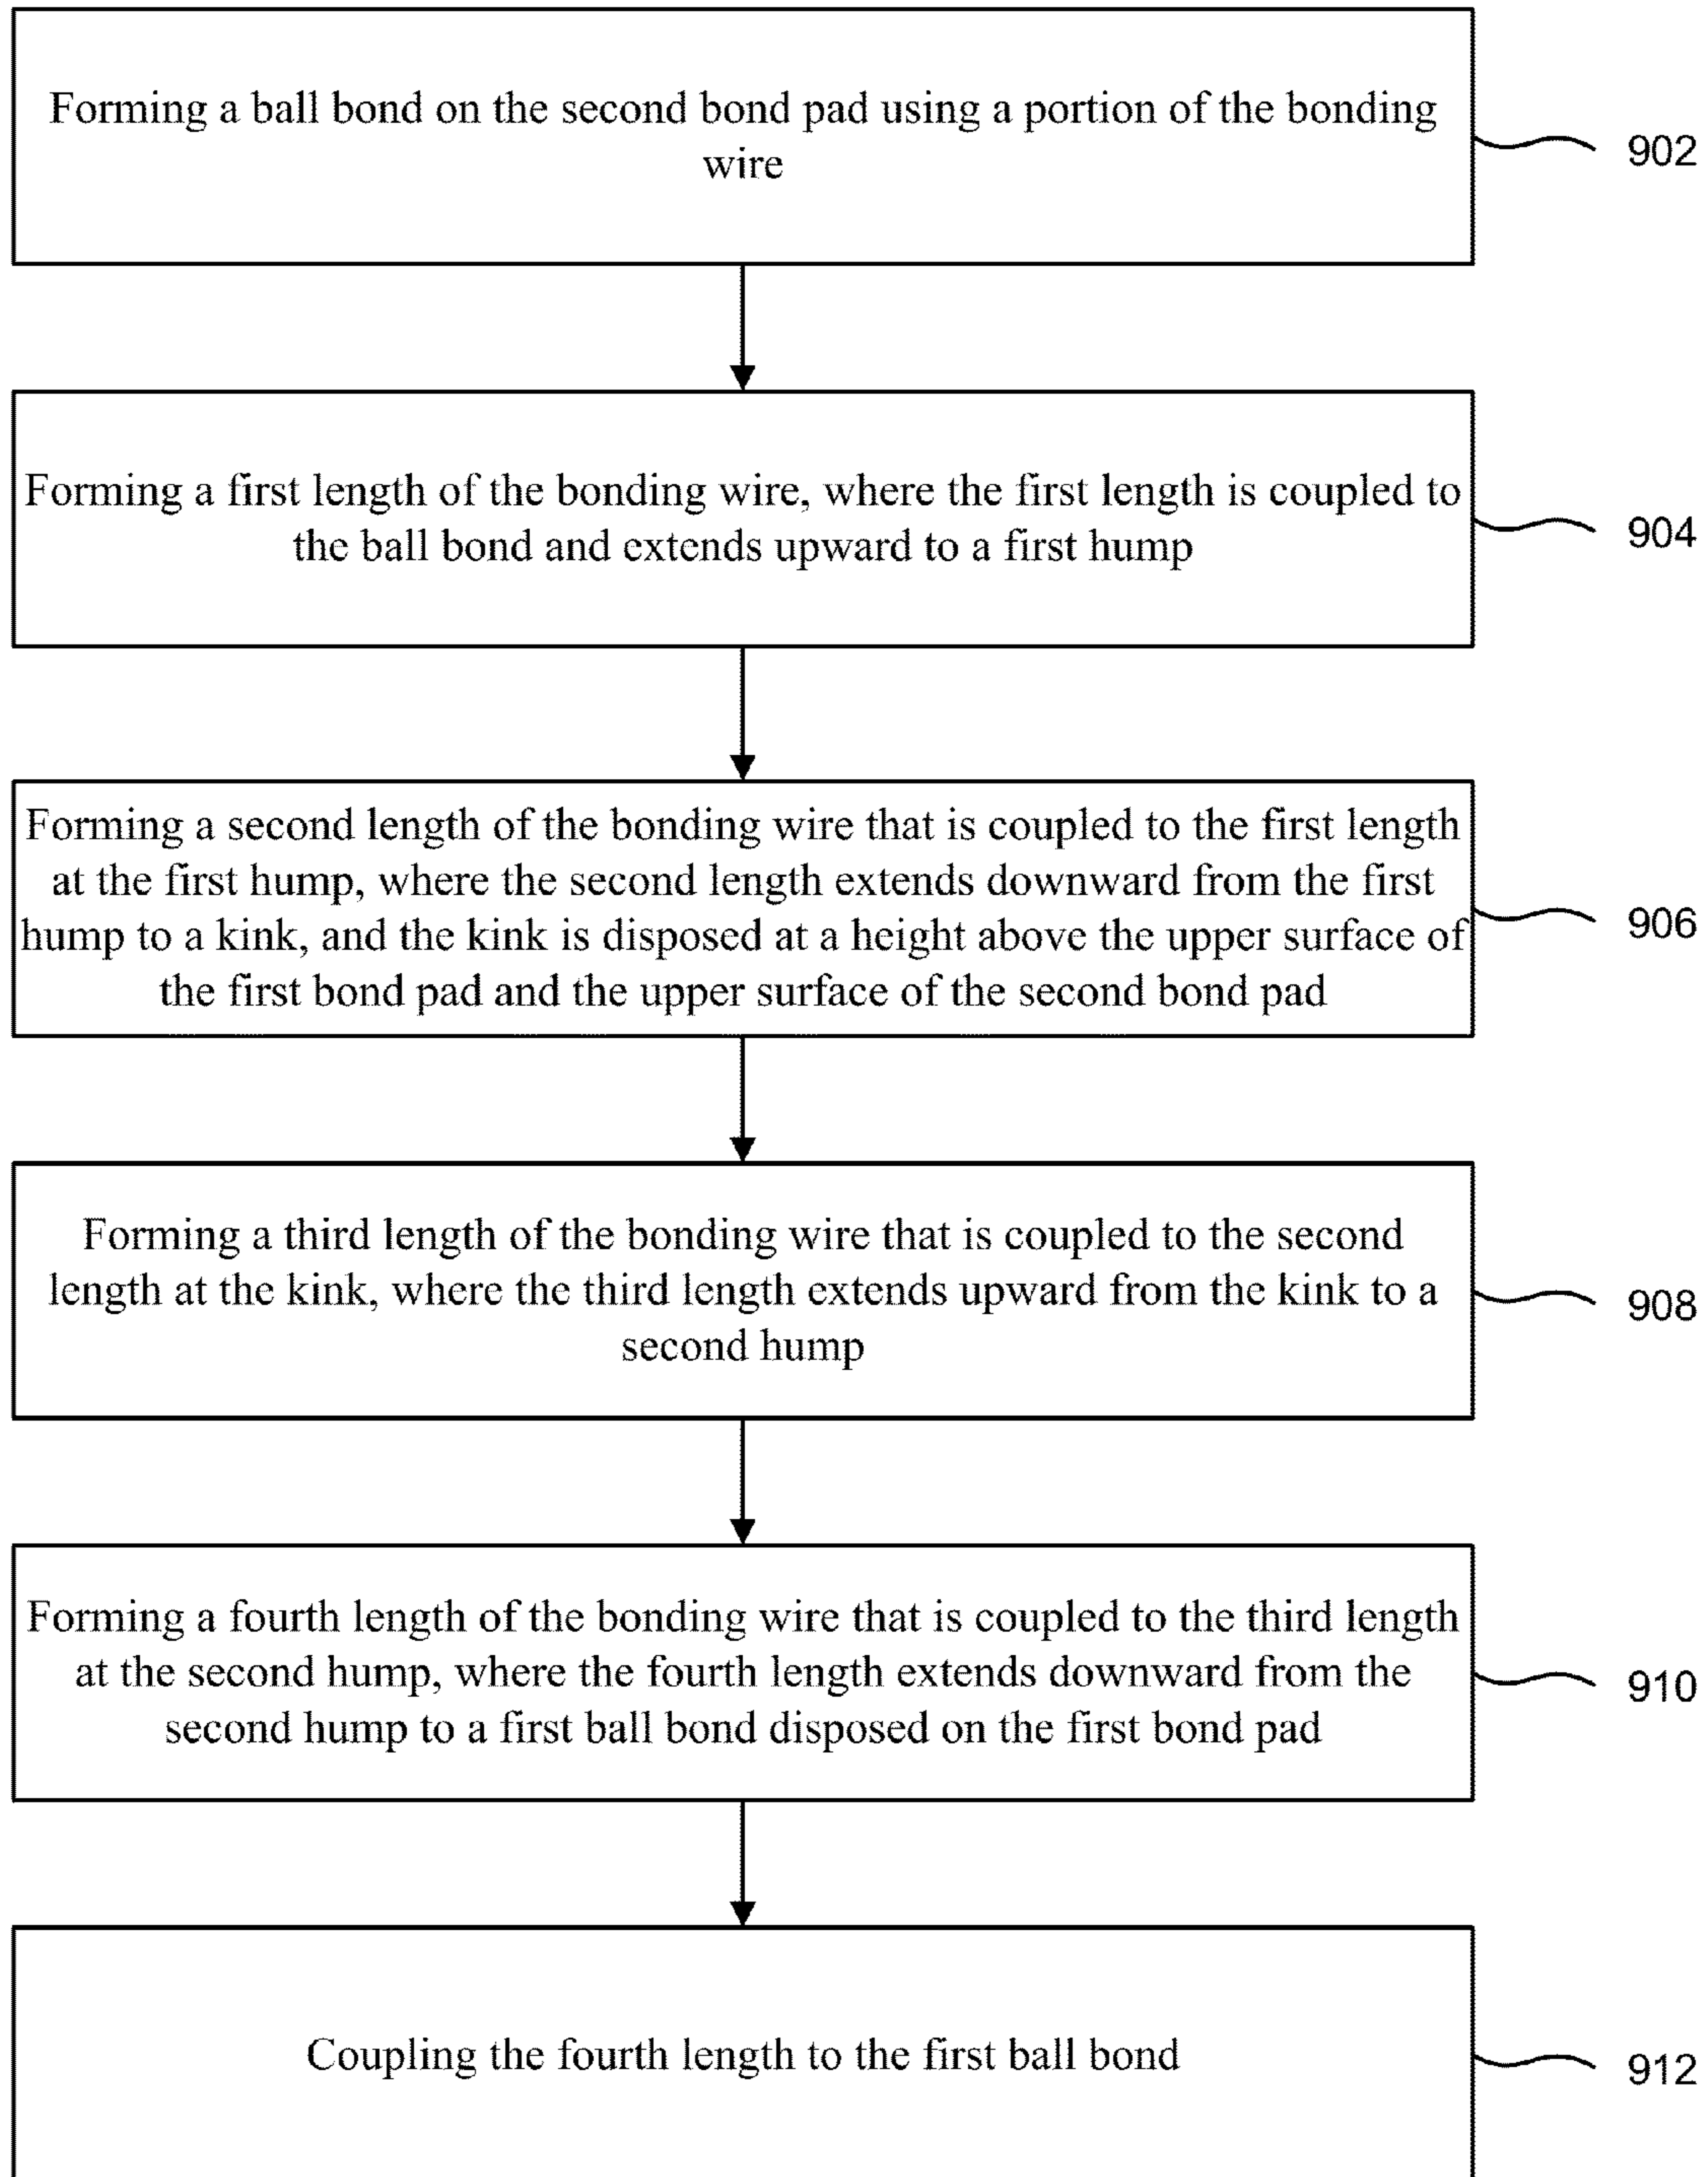 Forming a ball bond on the second bond pad using a portion of the bonding
wire
902
Forming a first length of the bonding wire, where the first length is coupled to
the ball bond and extends upward to a first hump
904
Forming a second length of the bonding wire that is coupled to the first length
at the first hump, where the second length extends downward from the first
hump to a kink, and the kink is disposed at a height above the upper surface of
the first bond pad and the upper surface of the second bond pad
906
Forming a third length of the bonding wire that is coupled to the second
length at the kink, where the third length extends upward from the kink to a
second hump
908
Forming a fourth length of the bonding wire that is coupled to the third length
at the second hump, where the fourth length extends downward from the
second hump to a first ball bond disposed on the first bond pad
910
Coupling the fourth length to the first ball bond
912